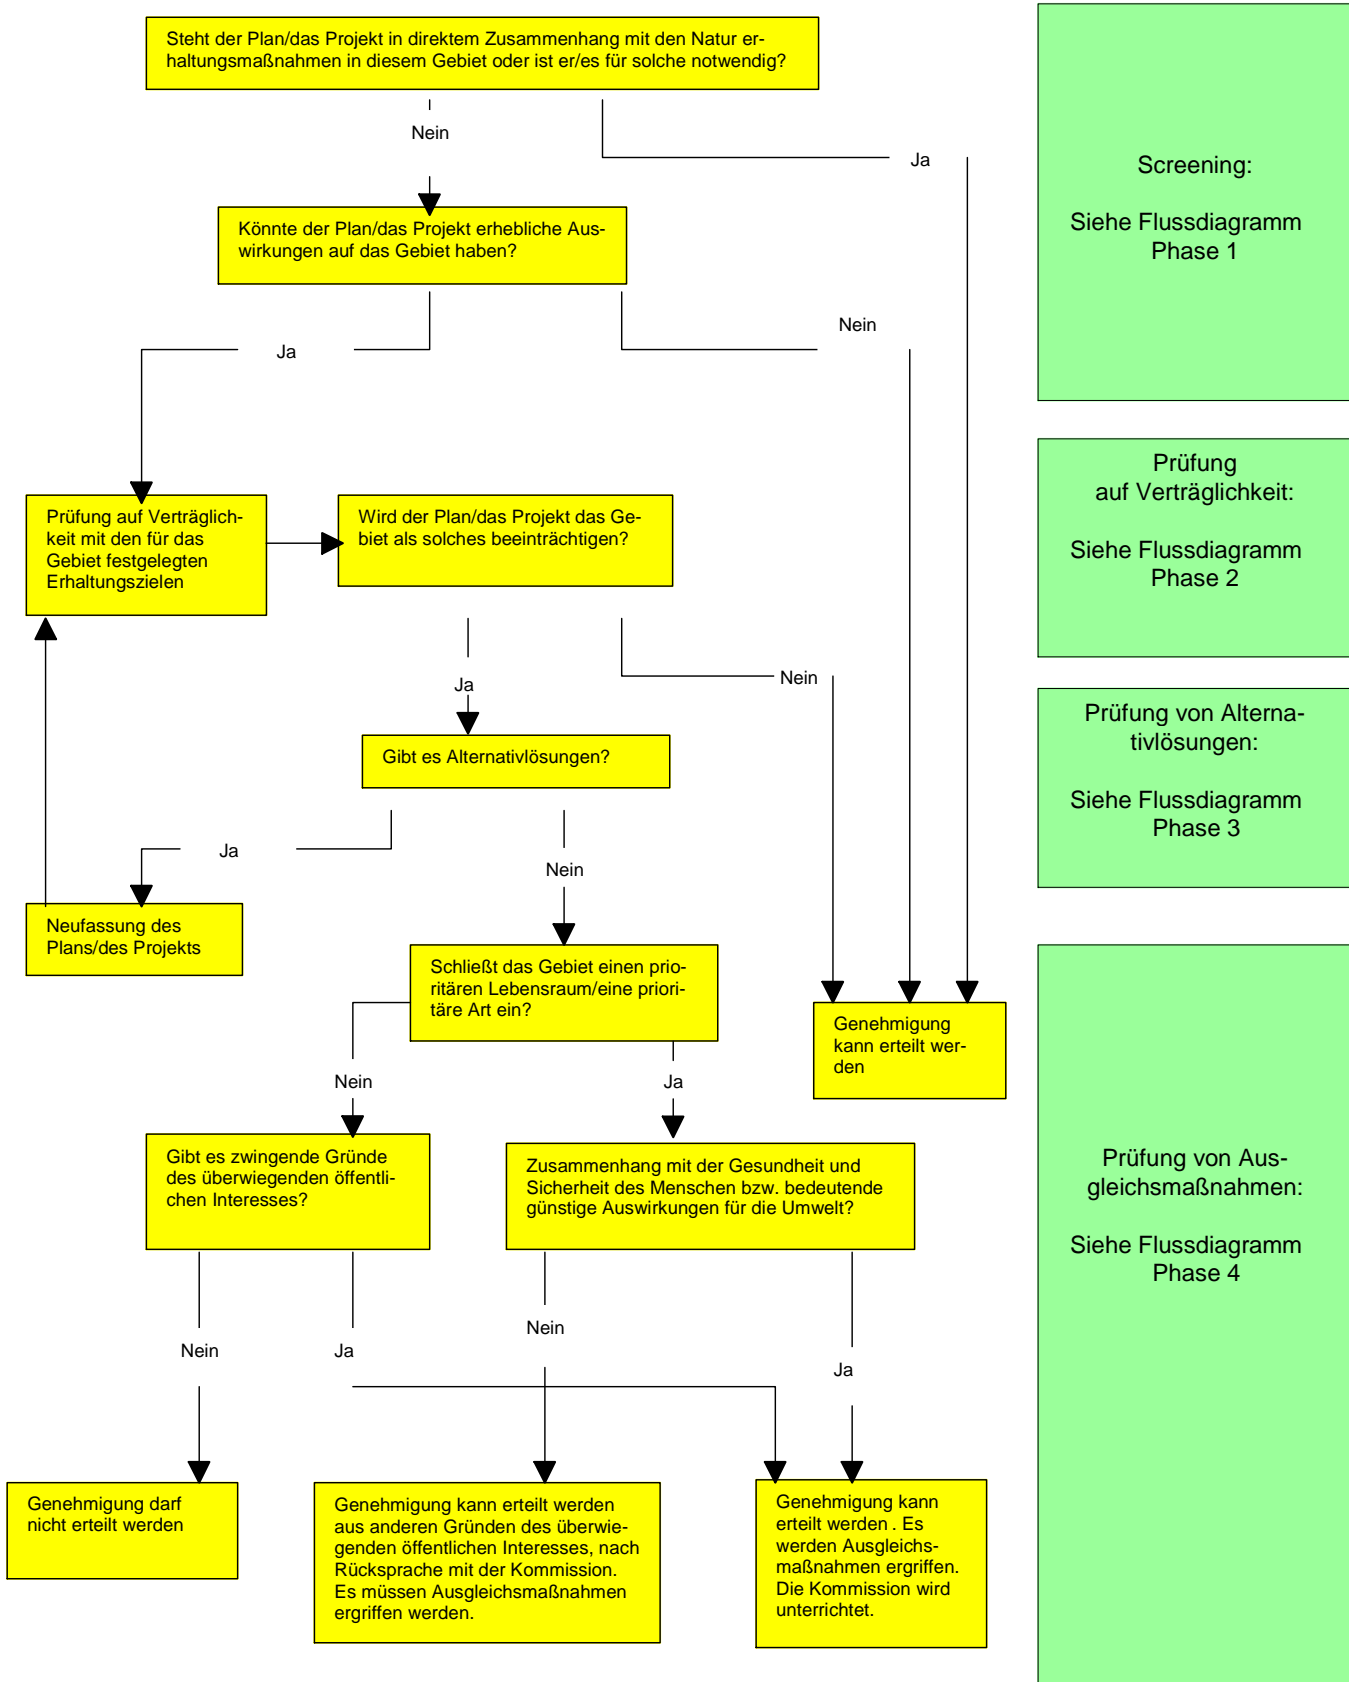 Steht der Plan/das Projekt in direktem Zusammenhang mit den Natur er-
haltungsmaßnahmen in diesem Gebiet oder ist er/es für solche notwendig?
Nein
Ja
Screening:
Siehe Flussdiagramm
Phase 1
Könnte der Plan/das Projekt erhebliche Aus-
wirkungen auf das Gebiet haben?
Ja
Nein
Prüfung
auf Verträglichkeit:
Siehe Flussdiagramm
Phase 2
Prüfung auf Verträglich-
keit mit den für das
Gebiet festgelegten
Erhaltungszielen
Wird der Plan/das Projekt das Ge-
biet als solches beeinträchtigen?
Ja
Nein
Prüfung von Alterna-
tivlösungen:
Siehe Flussdiagramm
Phase 3
Gibt es Alternativlösungen?
Ja
Nein
Neufassung des
Plans/des Projekts
Schließt das Gebiet einen prio-
ritären Lebensraum/eine priori-
täre Art ein?
Genehmigung
kann erteilt wer-
den
Nein
Ja
Prüfung von Aus-
gleichsmaßnahmen:
Siehe Flussdiagramm
Phase 4
Gibt es zwingende Gründe
des überwiegenden öffentli-
chen Interesses?
Zusammenhang mit der Gesundheit und
Sicherheit des Menschen bzw. bedeutende
günstige Auswirkungen für die Umwelt?
Nein
Ja
Nein
Ja
Genehmigung darf
nicht erteilt werden
Genehmigung kann erteilt werden
aus anderen Gründen des überwie-
genden öffentlichen Interesses, nach
Rücksprache mit der Kommission.
Es müssen Ausgleichsmaßnahmen
ergriffen werden.
Genehmigung kann
erteilt werden . Es
werden Ausgleichs-
maßnahmen ergriffen.
Die Kommission wird
unterrichtet.